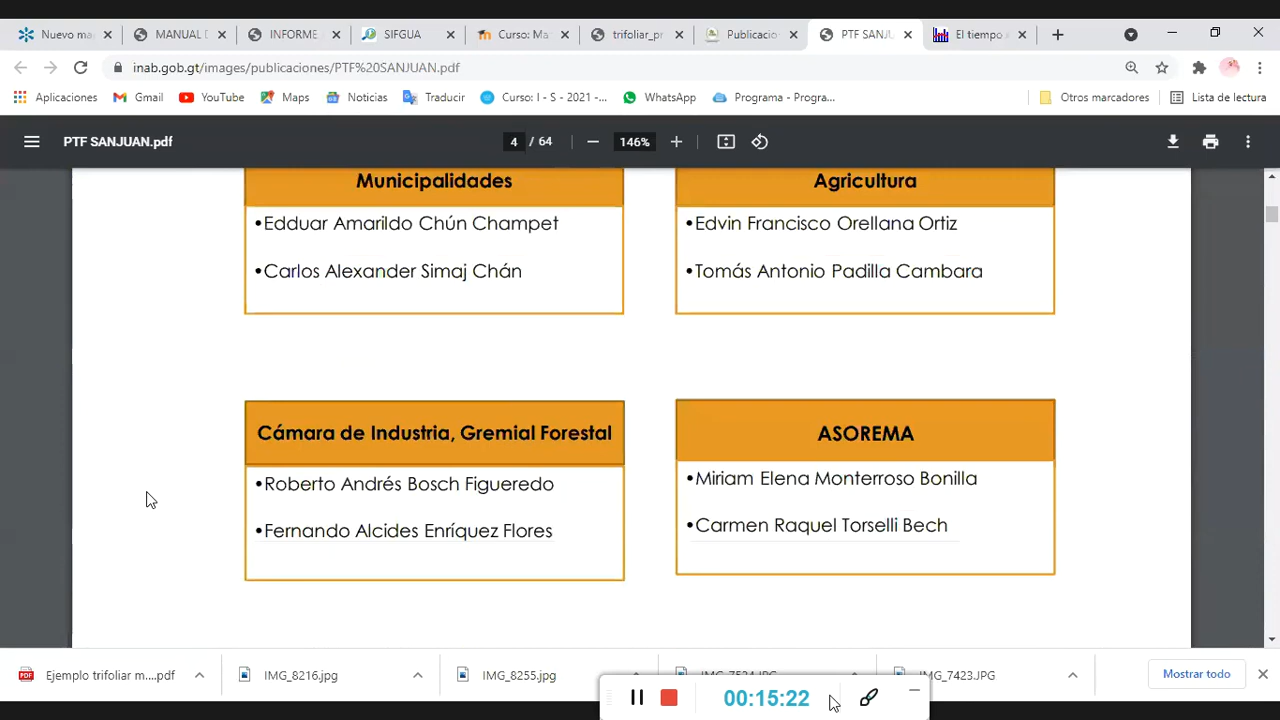 Nuevo ma
MANUAL D
INFORME
SIFGUA
Curso: Ma
trifoliar_pr
Publicacio
PTF SANJU
El tiempo
inab.gob.gt/images/publicaciones/PTF%20SANJUAN.pdf
Aplicaciones
Gmail
YouTube
Maps
Noticias
Traducir
Curso: I - S - 2021 -...
WhatsApp
Programa - Progra...
Otros marcadores
Lista de lectura
PTF SANJUAN.pdf
4 / 64
146%
Municipalidades
•Edduar Amarildo Chún Champet
•Carlos Alexander Simaj Chán
Agricultura
•Edvin Francisco Orellana Ortiz
•Tomás Antonio Padilla Cambara
Cámara de Industria, Gremial Forestal
•Roberto Andrés Bosch Figueredo
•Fernando Alcides Enríquez Flores
ASOREMA
•Miriam Elena Monterroso Bonilla
•Carmen Raquel Torselli Bech
Ejemplo trifoliar m....pdf
IMG_8216.jpg
IMG_8255.jpg
IMG_7423.JPG
Mostrar todo
00:15:22